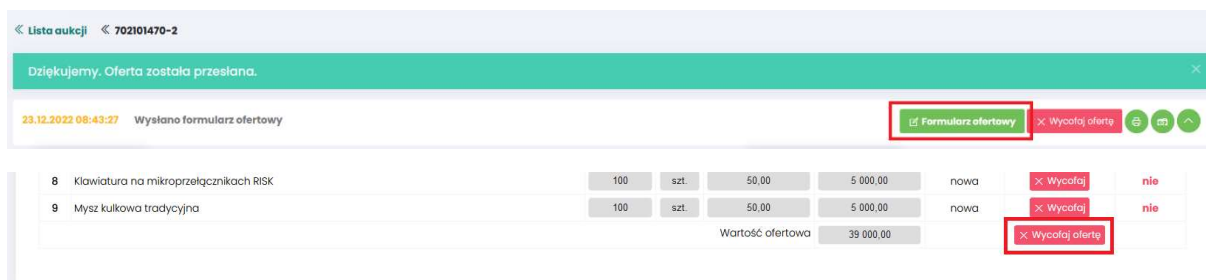 « Lista aukcji « 702101470-2
Dziękujemy. Oferta została przesłana. ×
23.12.2022 08:43:27 Wysłano formularz ofertowy Formularz ofertowy × Wycofaj ofertę
8 Klawiatura na mikroprzełącznikach RISK 100 szt. 50,00 5 000,00 nowa × Wycofaj nie
9 Mysz kulkowa tradycyjna 100 szt. 50,00 5 000,00 nowa × Wycofaj nie
Wartość ofertowa 39 000,00 × Wycofaj ofertę